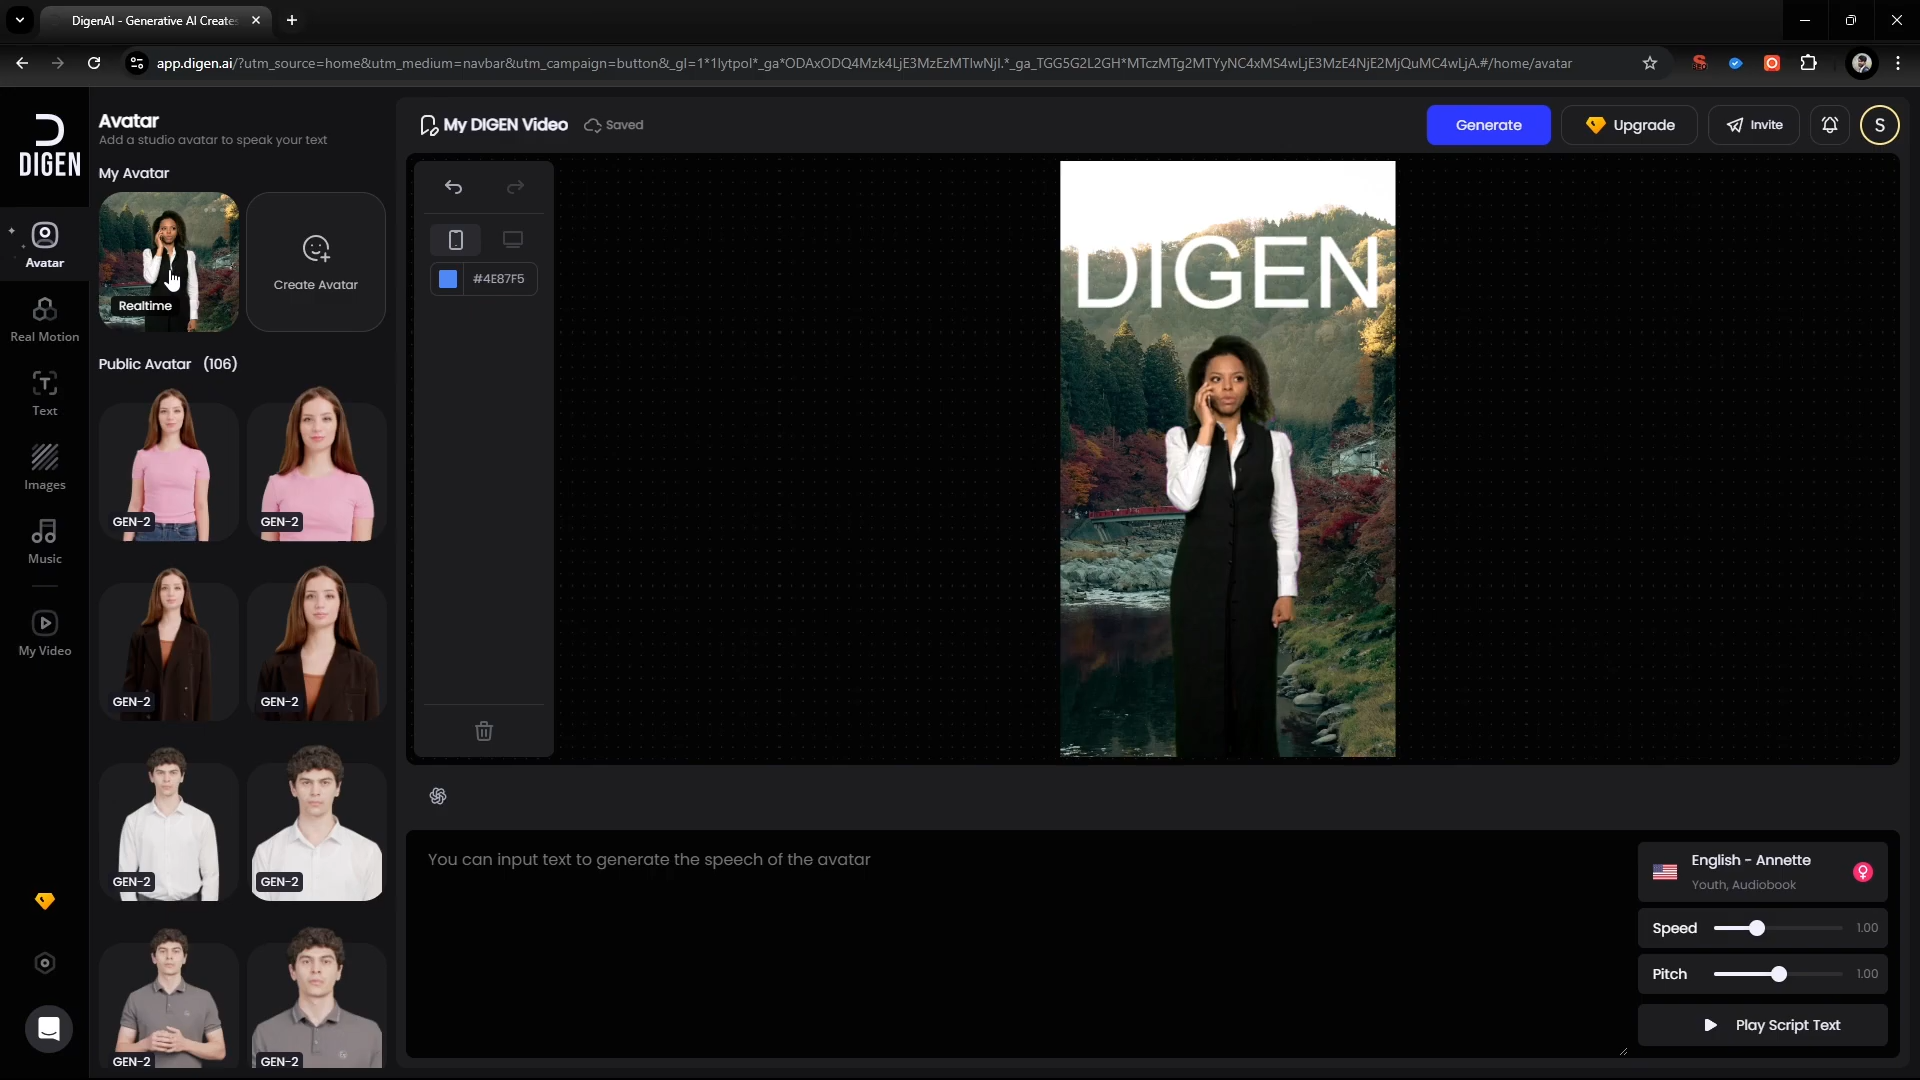 DigenAI - Generative AI Creates
app.digen.ai/?utm_source=home&utm_medium=navbar&utm_campaign=button&_gl=1*1lytpol*_ga*ODAxODQ4Mzk4LjE3MzEzMTIwNjI.*_ga_TGG5G2L2GH*MTczMTg2MTYyNC4xMS4wLjE3MzE4NjE2MjQuMC4wLjA.#/home/avatar
DIGEN
Avatar
Real Motion
Text
Images
Music
My Video
Avatar
Add a studio avatar to speak your text
My Avatar
Realtime
Create Avatar
Public Avatar (106)
GEN-2
GEN-2
GEN-2
GEN-2
GEN-2
GEN-2
GEN-2
GEN-2
My DIGEN Video
Saved
Generate
Upgrade
Invite
S
#4E87F5
DIGEN
You can input text to generate the speech of the avatar
English - Annette
Youth, Audiobook
Speed 1.00
Pitch 1.00
Play Script Text